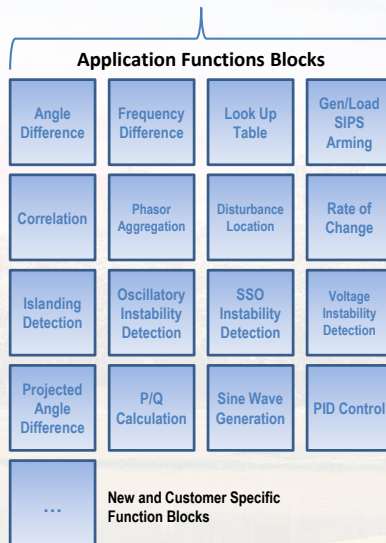 Application Functions Blocks
Angle
Difference
Frequency
Difference
Look Up
Table
Gen/Load
SIPS
Arming
Correlation
Phasor
Aggregation
Disturbance
Location
Rate of
Change
Islanding
Detection
Oscillatory
Instability
Detection
SSO
Instability
Detection
Voltage
Instability
Detection
Projected
Angle
Difference
P/Q
Calculation
Sine Wave
Generation
PID Control
...
New and Customer Specific
Function Blocks